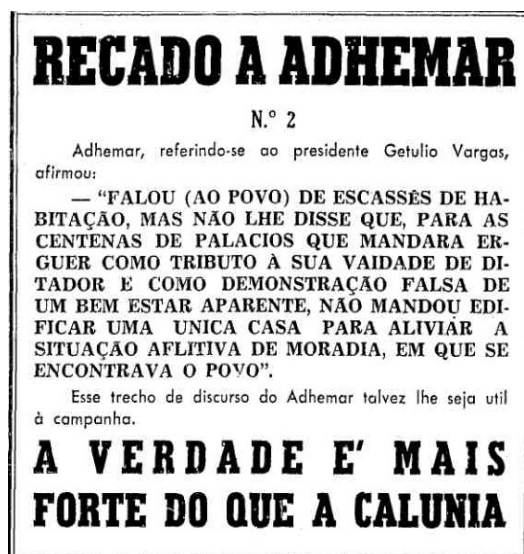 RECADO A ADHEMAR
N.º 2
Adhemar, referindo-se ao presidente Getulio Vargas,
afirmou:
— “FALOU (AO POVO) DE ESCASSÊS DE HA-
BITAÇÃO, MAS NÃO LHE DISSE QUE, PARA AS
CENTENAS DE PALACIOS QUE MANDARA ER-
GUER COMO TRIBUTO À SUA VAIDADE DE DI-
TADOR E COMO DEMONSTRAÇÃO FALSA DE
UM BEM ESTAR APARENTE, NÃO MANDOU EDI-
FICAR UMA UNICA CASA PARA ALIVIAR A
SITUAÇÃO AFLITIVA DE MORADIA, EM QUE SE
ENCONTRAVA O POVO”.
Esse trecho de discurso do Adhemar talvez lhe seja util
à campanha.
A VERDADE E' MAIS
FORTE DO QUE A CALUNIA